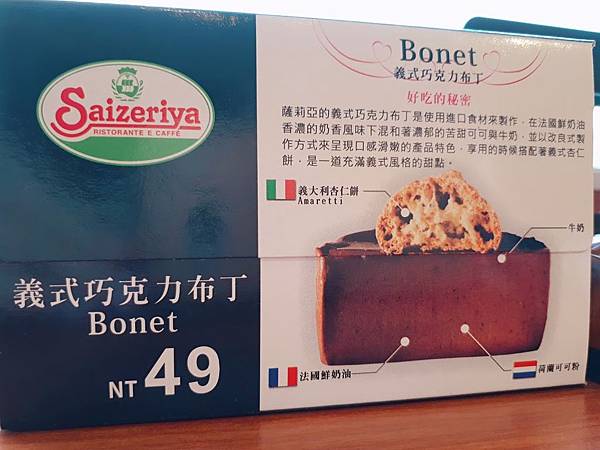 Saizeriya
RISTORANTE E CAFFÈ
義式巧克力布丁
Bonet
NT 49
Bonet
義式巧克力布丁
好吃的秘密
薩莉亞的義式巧克力布丁是使用進口食材來製作，在法國鮮奶油
香濃的奶香風味下混和著濃郁的苦甜可可與牛奶，並以改良式製
作方式來呈現口感滑嫩的產品特色，享用的時候搭配著義式杏仁
餅，是一道充滿義式風格的甜點。
義大利杏仁餅
Amaretti
牛奶
法國鮮奶油
荷蘭可可粉